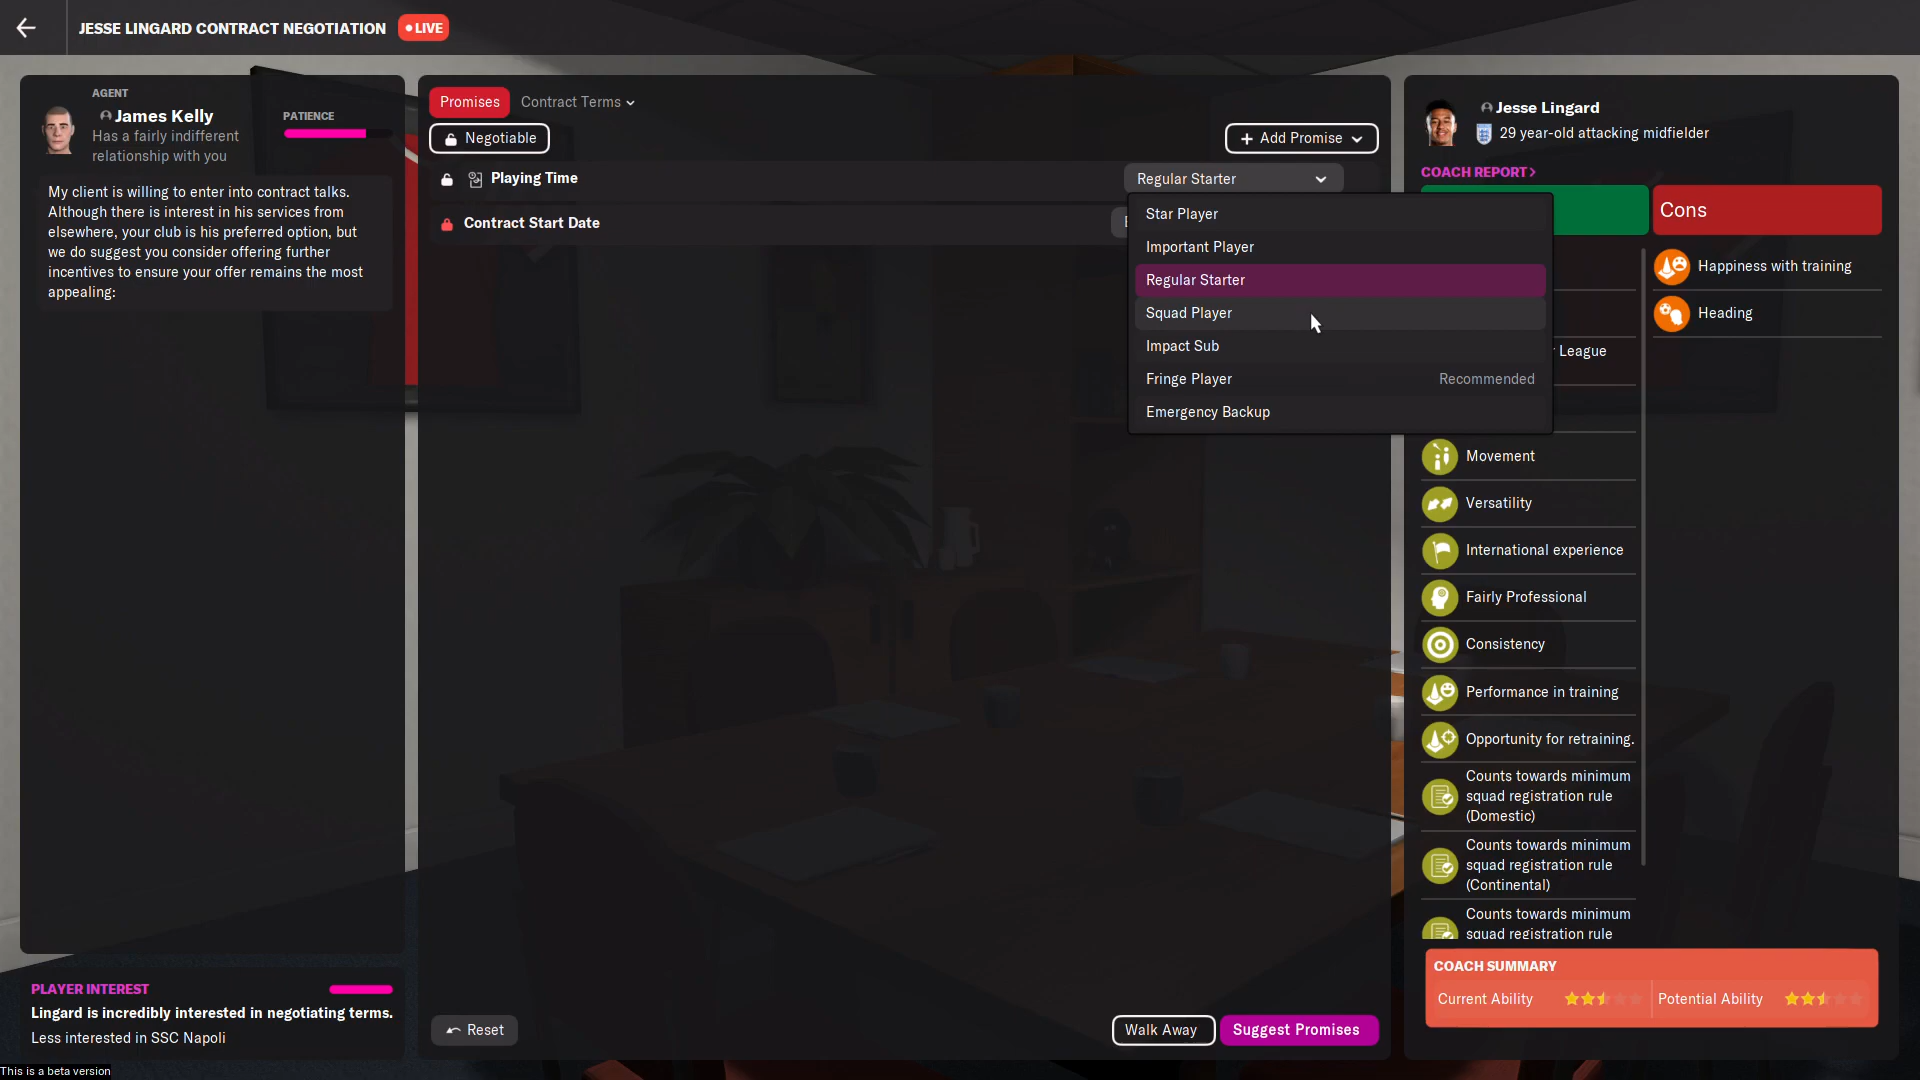 JESSE LINGARD CONTRACT NEGOTIATION
LIVE
AGENT
James Kelly
Has a fairly indifferent
relationship with you
PATIENCE
My client is willing to enter into contract talks.
Although there is interest in his services from
elsewhere, your club is his preferred option, but
we do suggest you consider offering further
incentives to ensure your offer remains the most
appealing:
PLAYER INTEREST
Lingard is incredibly interested in negotiating terms.
Less interested in SSC Napoli
This is a beta version
Promises
Contract Terms
Negotiable
Add Promise
Playing Time
Regular Starter
Contract Start Date
Star Player
Important Player
Regular Starter
Squad Player
Impact Sub
Fringe Player Recommended
Emergency Backup
Reset
Walk Away
Suggest Promises
Jesse Lingard
29 year-old attacking midfielder
COACH REPORT>
Cons
League
Movement
Versatility
International experience
Fairly Professional
Consistency
Performance in training
Opportunity for retraining.
Counts towards minimum
squad registration rule
(Domestic)
Counts towards minimum
squad registration rule
(Continental)
Counts towards minimum
squad registration rule
Happiness with training
Heading
COACH SUMMARY
Current Ability
Potential Ability